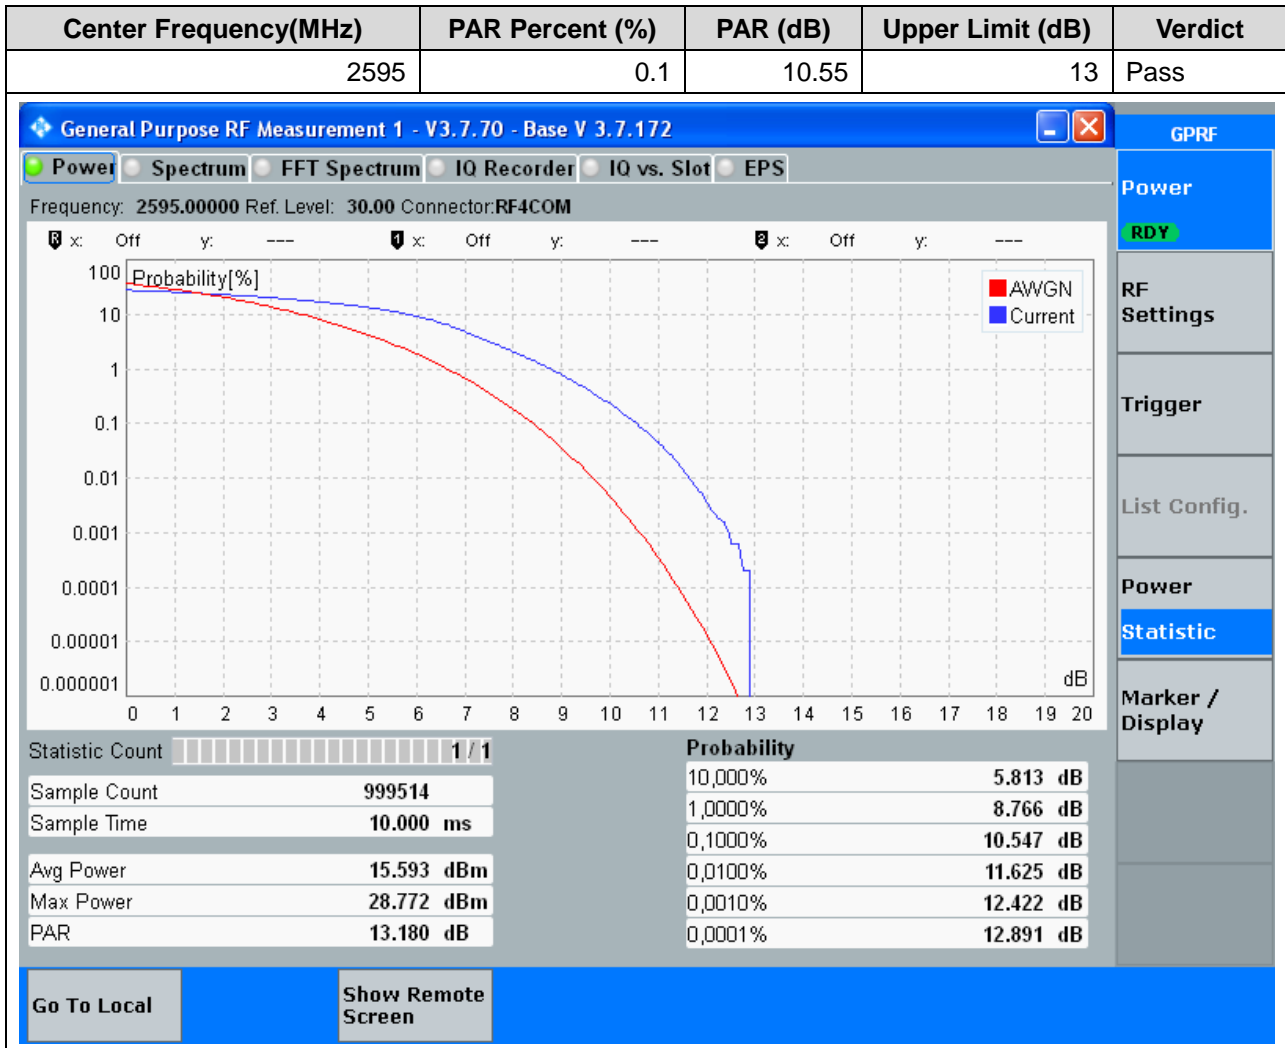 Center Frequency(MHz) PAR Percent (%) PAR (dB) Upper Limit (dB) Verdict
2595 0.1 10.55 13 Pass
General Purpose RF Measurement 1 - V3.7.70 - Base V 3.7.172
GPRF
Power Spectrum FFT Spectrum IQ Recorder IQ vs. Slot EPS
Power
RDY
Frequency: 2595.00000 Ref. Level: 30.00 Connector:RF4COM
R x: Off y: --- 1 x: Off y: --- 2 x: Off y: ---
Probability[%]
AWGN
Current
100
10
1
0.1
0.01
0.001
0.0001
0.00001
0.000001
dB
0 1 2 3 4 5 6 7 8 9 10 11 12 13 14 15 16 17 18 19 20
RF
Settings
Trigger
List Config.
Power
Statistic
Marker /
Display
Statistic Count 1 / 1
Sample Count 999514
Sample Time 10.000 ms
Avg Power 15.593 dBm
Max Power 28.772 dBm
PAR 13.180 dB
Probability
10,000% 5.813 dB
1,0000% 8.766 dB
0,1000% 10.547 dB
0,0100% 11.625 dB
0,0010% 12.422 dB
0,0001% 12.891 dB
Go To Local
Show Remote
Screen